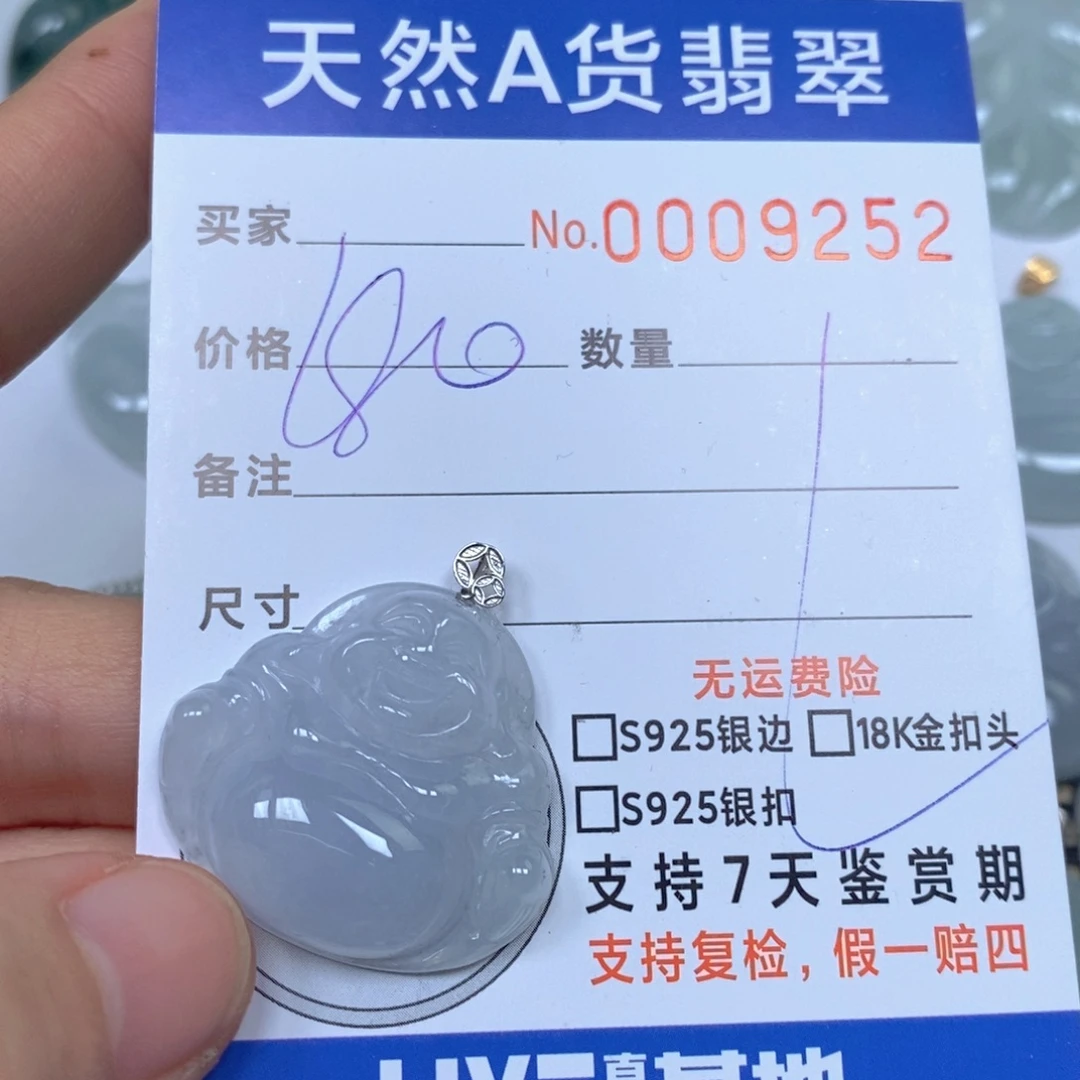 天然A货翡翠
买家 No.0009252
价格 数量
备注
尺寸
无运费险
S925银边 18K金扣头
S925银扣
支持7天鉴赏期
支持复检，假一赔四